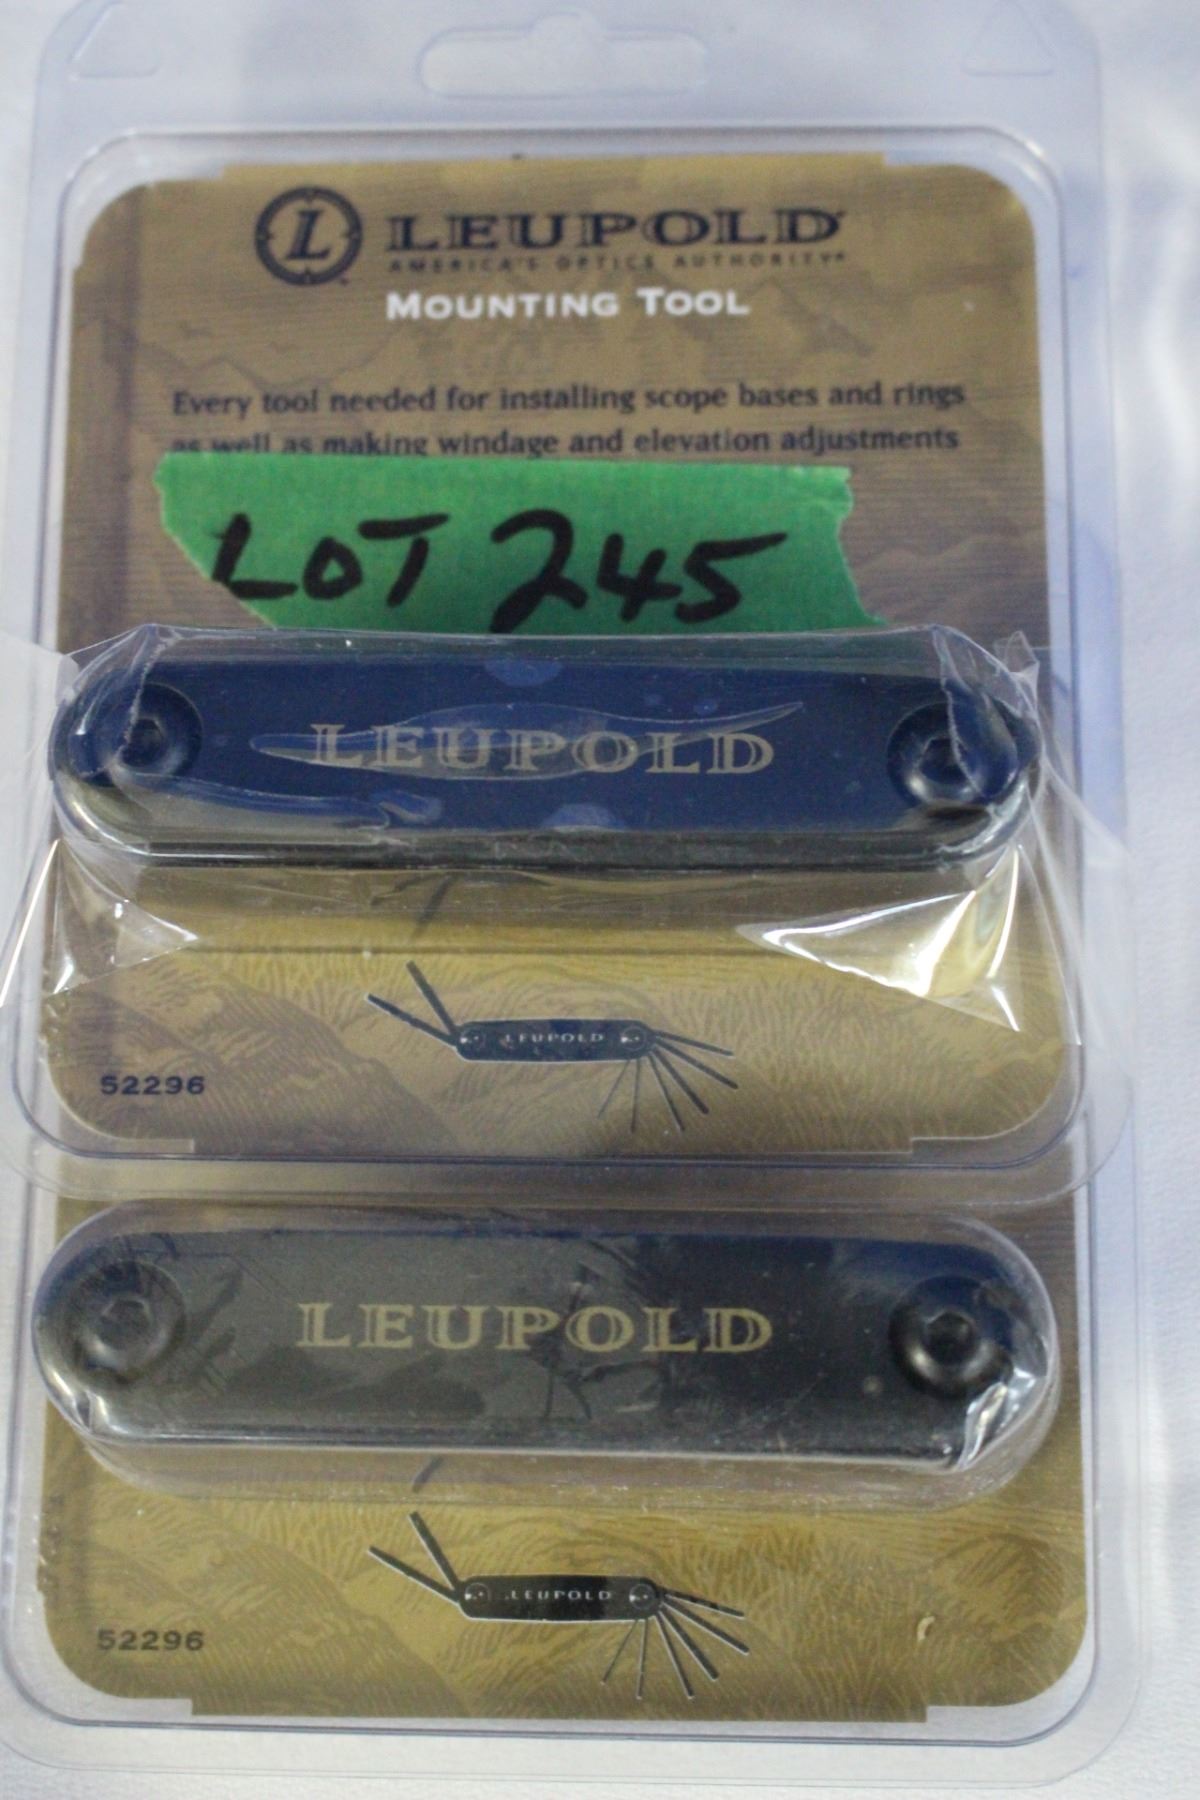 L LEUPOLD
AMERICA'S OPTICS AUTHORITY®
MOUNTING TOOL
Every tool needed for installing scope bases and rings
as well as making windage and elevation adjustments
LOT 245
LEUPOLD
LEUPOLD
52296
LEUPOLD
LEUPOLD
52296